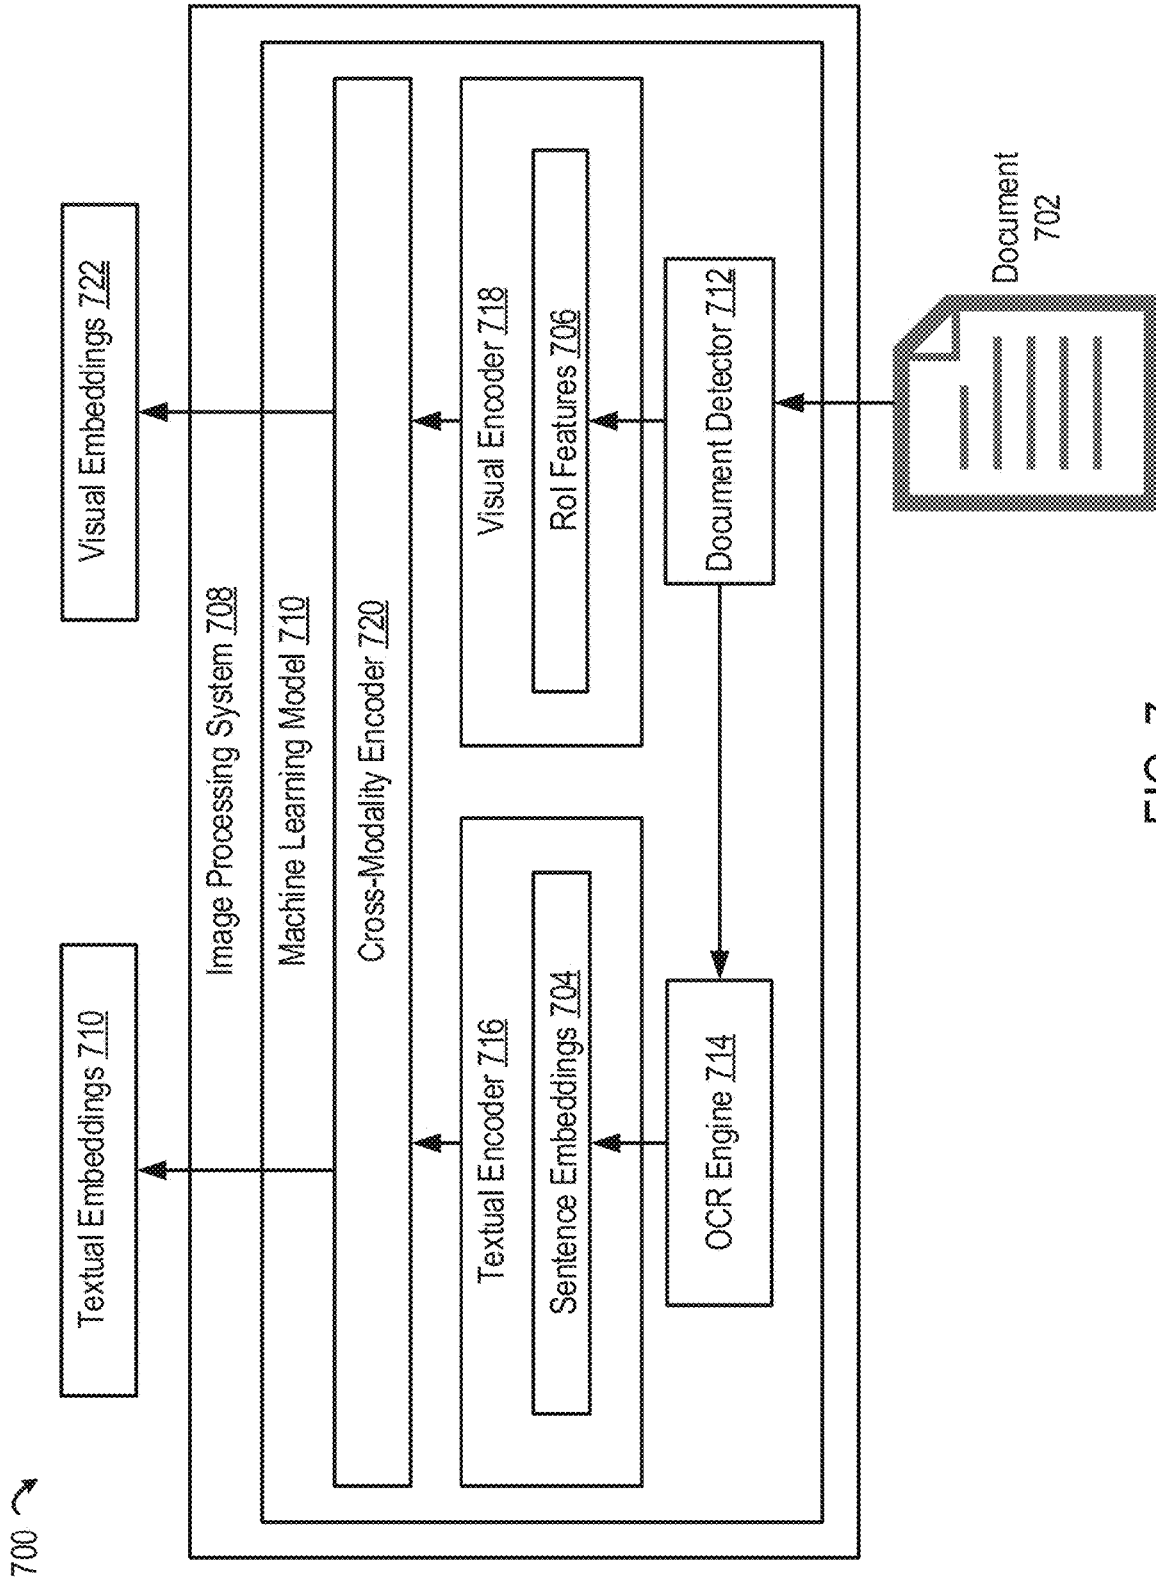 700
Textual Embeddings 710
Visual Embeddings 722
Image Processing System 708
Machine Learning Model 710
Cross-Modality Encoder 720
Textual Encoder 716
Visual Encoder 718
Sentence Embeddings 704
RoI Features 706
OCR Engine 714
Document Detector 712
Document
702